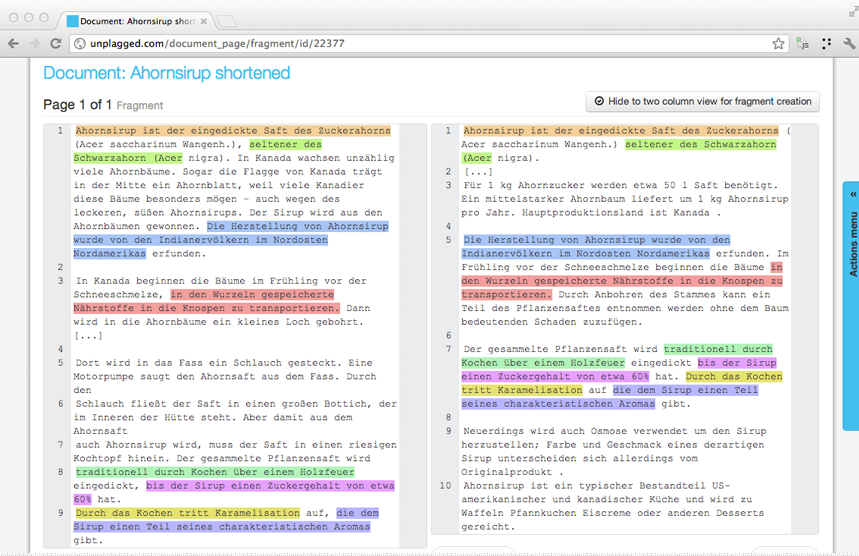 Document: Ahornsirup short
unplagged.com/document_page/fragment/id/22377
JS
Document: Ahornsirup shortened
Page 1 of 1 Fragment
Hide to two column view for fragment creation
1 Ahornsirup ist der eingedickte Saft des Zuckerahorns
(Acer saccharinum Wangenh.), seltener des
Schwarzahorn (Acer nigra). In Kanada wachsen unzählig
viele Ahornbäume. Sogar die Flagge von Kanada trägt
in der Mitte ein Ahornblatt, weil viele Kanadier
diese Bäume besonders mögen – auch wegen des
leckeren, süßen Ahornsirups. Der Sirup wird aus den
Ahornbäumen gewonnen. Die Herstellung von Ahornsirup
wurde von den Indianervölkern im Nordosten
Nordamerikas erfunden.
2
3 In Kanada beginnen die Bäume im Frühling vor der
Schneeschmelze, in den Wurzeln gespeicherte
Nährstoffe in die Knospen zu transportieren. Dann
wird in die Ahornbäume ein kleines Loch gebohrt.
[...]
4
5 Dort wird in das Fass ein Schlauch gesteckt. Eine
Motorpumpe saugt den Ahornsaft aus dem Fass. Durch
den
6 Schlauch fließt der Saft in einen großen Bottich, der
im Inneren der Hütte steht. Aber damit aus dem
Ahornsaft
7 auch Ahornsirup wird, muss der Saft in einen riesigen
Kochtopf hinein. Der gesammelte Pflanzensaft wird
8 traditionell durch Kochen über einem Holzfeuer
eingedickt, bis der Sirup einen Zuckergehalt von etwa
60% hat.
9 Durch das Kochen tritt Karamelisation auf, die dem
Sirup einen Teil seines charakteristischen Aromas
gibt.
1 Ahornsirup ist der eingedickte Saft des Zuckerahorns (
Acer saccharinum Wangenh.) seltener des Schwarzahorn
(Acer nigra).
2 [...]
3 Für 1 kg Ahornzucker werden etwa 50 l Saft benötigt.
Ein mittelstarker Ahornbaum liefert um 1 kg Ahornsirup
pro Jahr. Hauptproduktionsland ist Kanada .
4
5 Die Herstellung von Ahornsirup wurde von den
Indianervölkern im Nordosten Nordamerikas erfunden. Im
Frühling vor der Schneeschmelze beginnen die Bäume in
den Wurzeln gespeicherte Nährstoffe in die Knospen zu
transportieren. Durch Anbohren des Stammes kann ein
Teil des Pflanzensaftes entnommen werden ohne dem Baum
bedeutenden Schaden zuzufügen.
6
7 Der gesammelte Pflanzensaft wird traditionell durch
Kochen über einem Holzfeuer eingedickt bis der Sirup
einen Zuckergehalt von etwa 60% hat. Durch das Kochen
tritt Karamelisation auf die dem Sirup einen Teil
seines charakteristischen Aromas gibt.
8
9 Neuerdings wird auch Osmose verwendet um den Sirup
herzustellen; Farbe und Geschmack eines derartigen
Sirup unterscheiden sich allerdings vom
Originalprodukt .
10 Ahornsirup ist ein typischer Bestandteil US-
amerikanischer und kanadischer Küche und wird zu
Waffeln Pfannkuchen Eiscreme oder anderen Desserts
gereicht.
« Actions menu